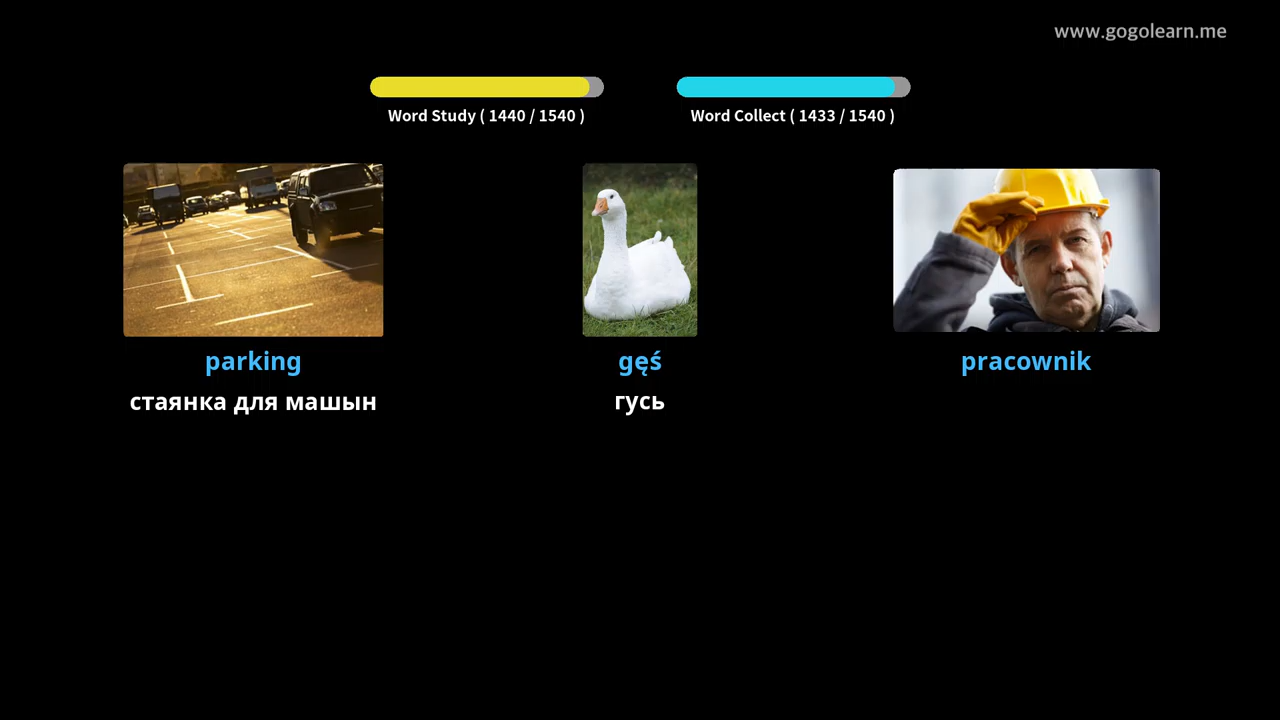 www.gogolearn.me
Word Study ( 1440 / 1540 )
Word Collect ( 1433 / 1540 )
parking
gęś
pracownik
стаянка для машын
гусь